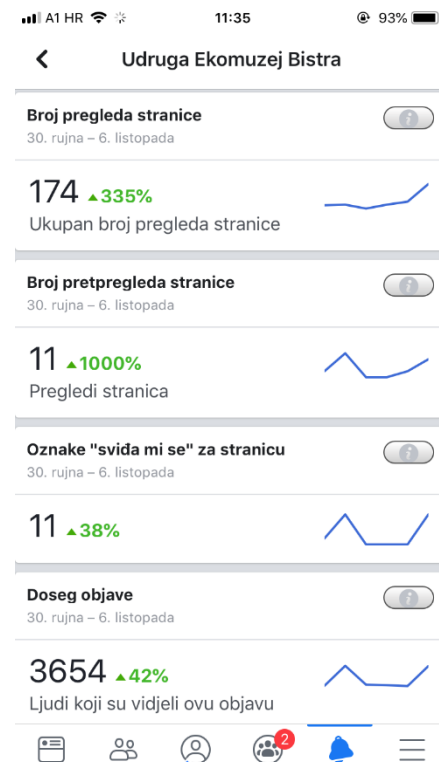 A1 HR 11:35 93%
Udruga Ekomuzej Bistra
Broj pregleda stranice
30. rujna – 6. listopada
174 ▲335%
Ukupan broj pregleda stranice
Broj pretpregleda stranice
30. rujna – 6. listopada
11 ▲1000%
Pregledi stranica
Oznake "sviđa mi se" za stranicu
30. rujna – 6. listopada
11 ▲38%
Doseg objave
30. rujna – 6. listopada
3654 ▲42%
Ljudi koji su vidjeli ovu objavu
2